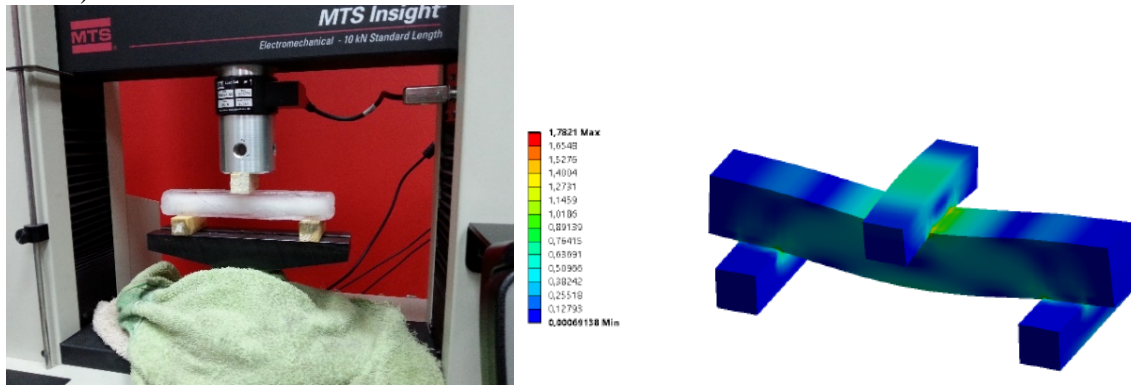 MTS
MTS Insight
Electromechanical - 10 kN Standard Length
1,7821 Max
1,6548
1,5276
1,4004
1,2731
1,1459
1,0186
0,89139
0,76415
0,63691
0,50966
0,38242
0,25518
0,12793
0,00069138 Min